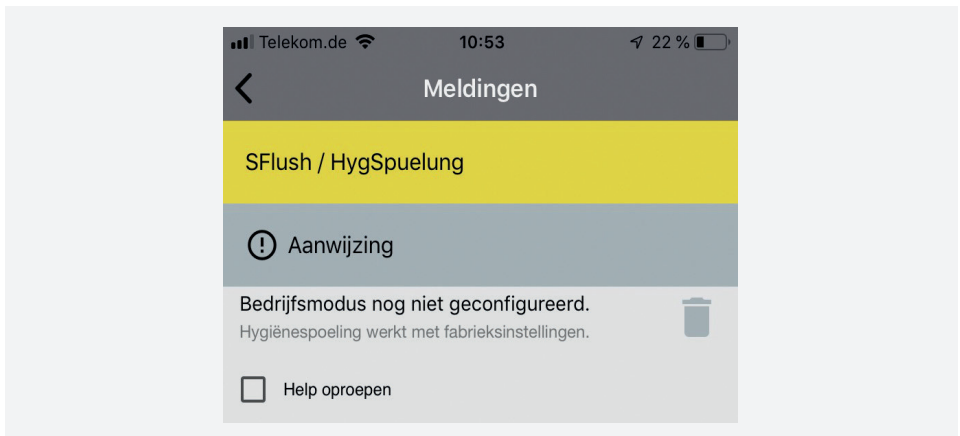 Telekom.de 10:53 22 %
Meldingen
SFlush / HygSpuelung
Aanwijzing
Bedrijfsmodus nog niet geconfigureerd.
Hygiënespoeling werkt met fabrieksinstellingen.
Help oproepen